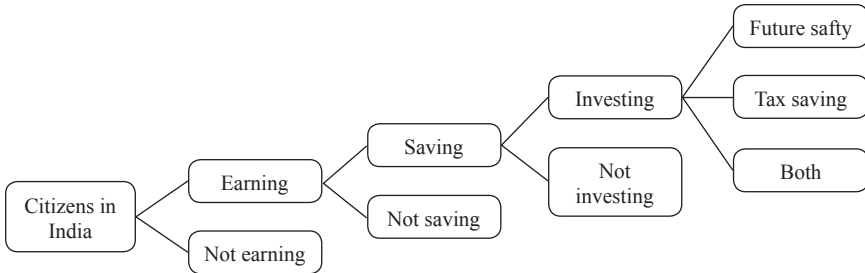 Citizens in
India
Earning
Not earning
Saving
Not saving
Investing
Not
investing
Future safty
Tax saving
Both